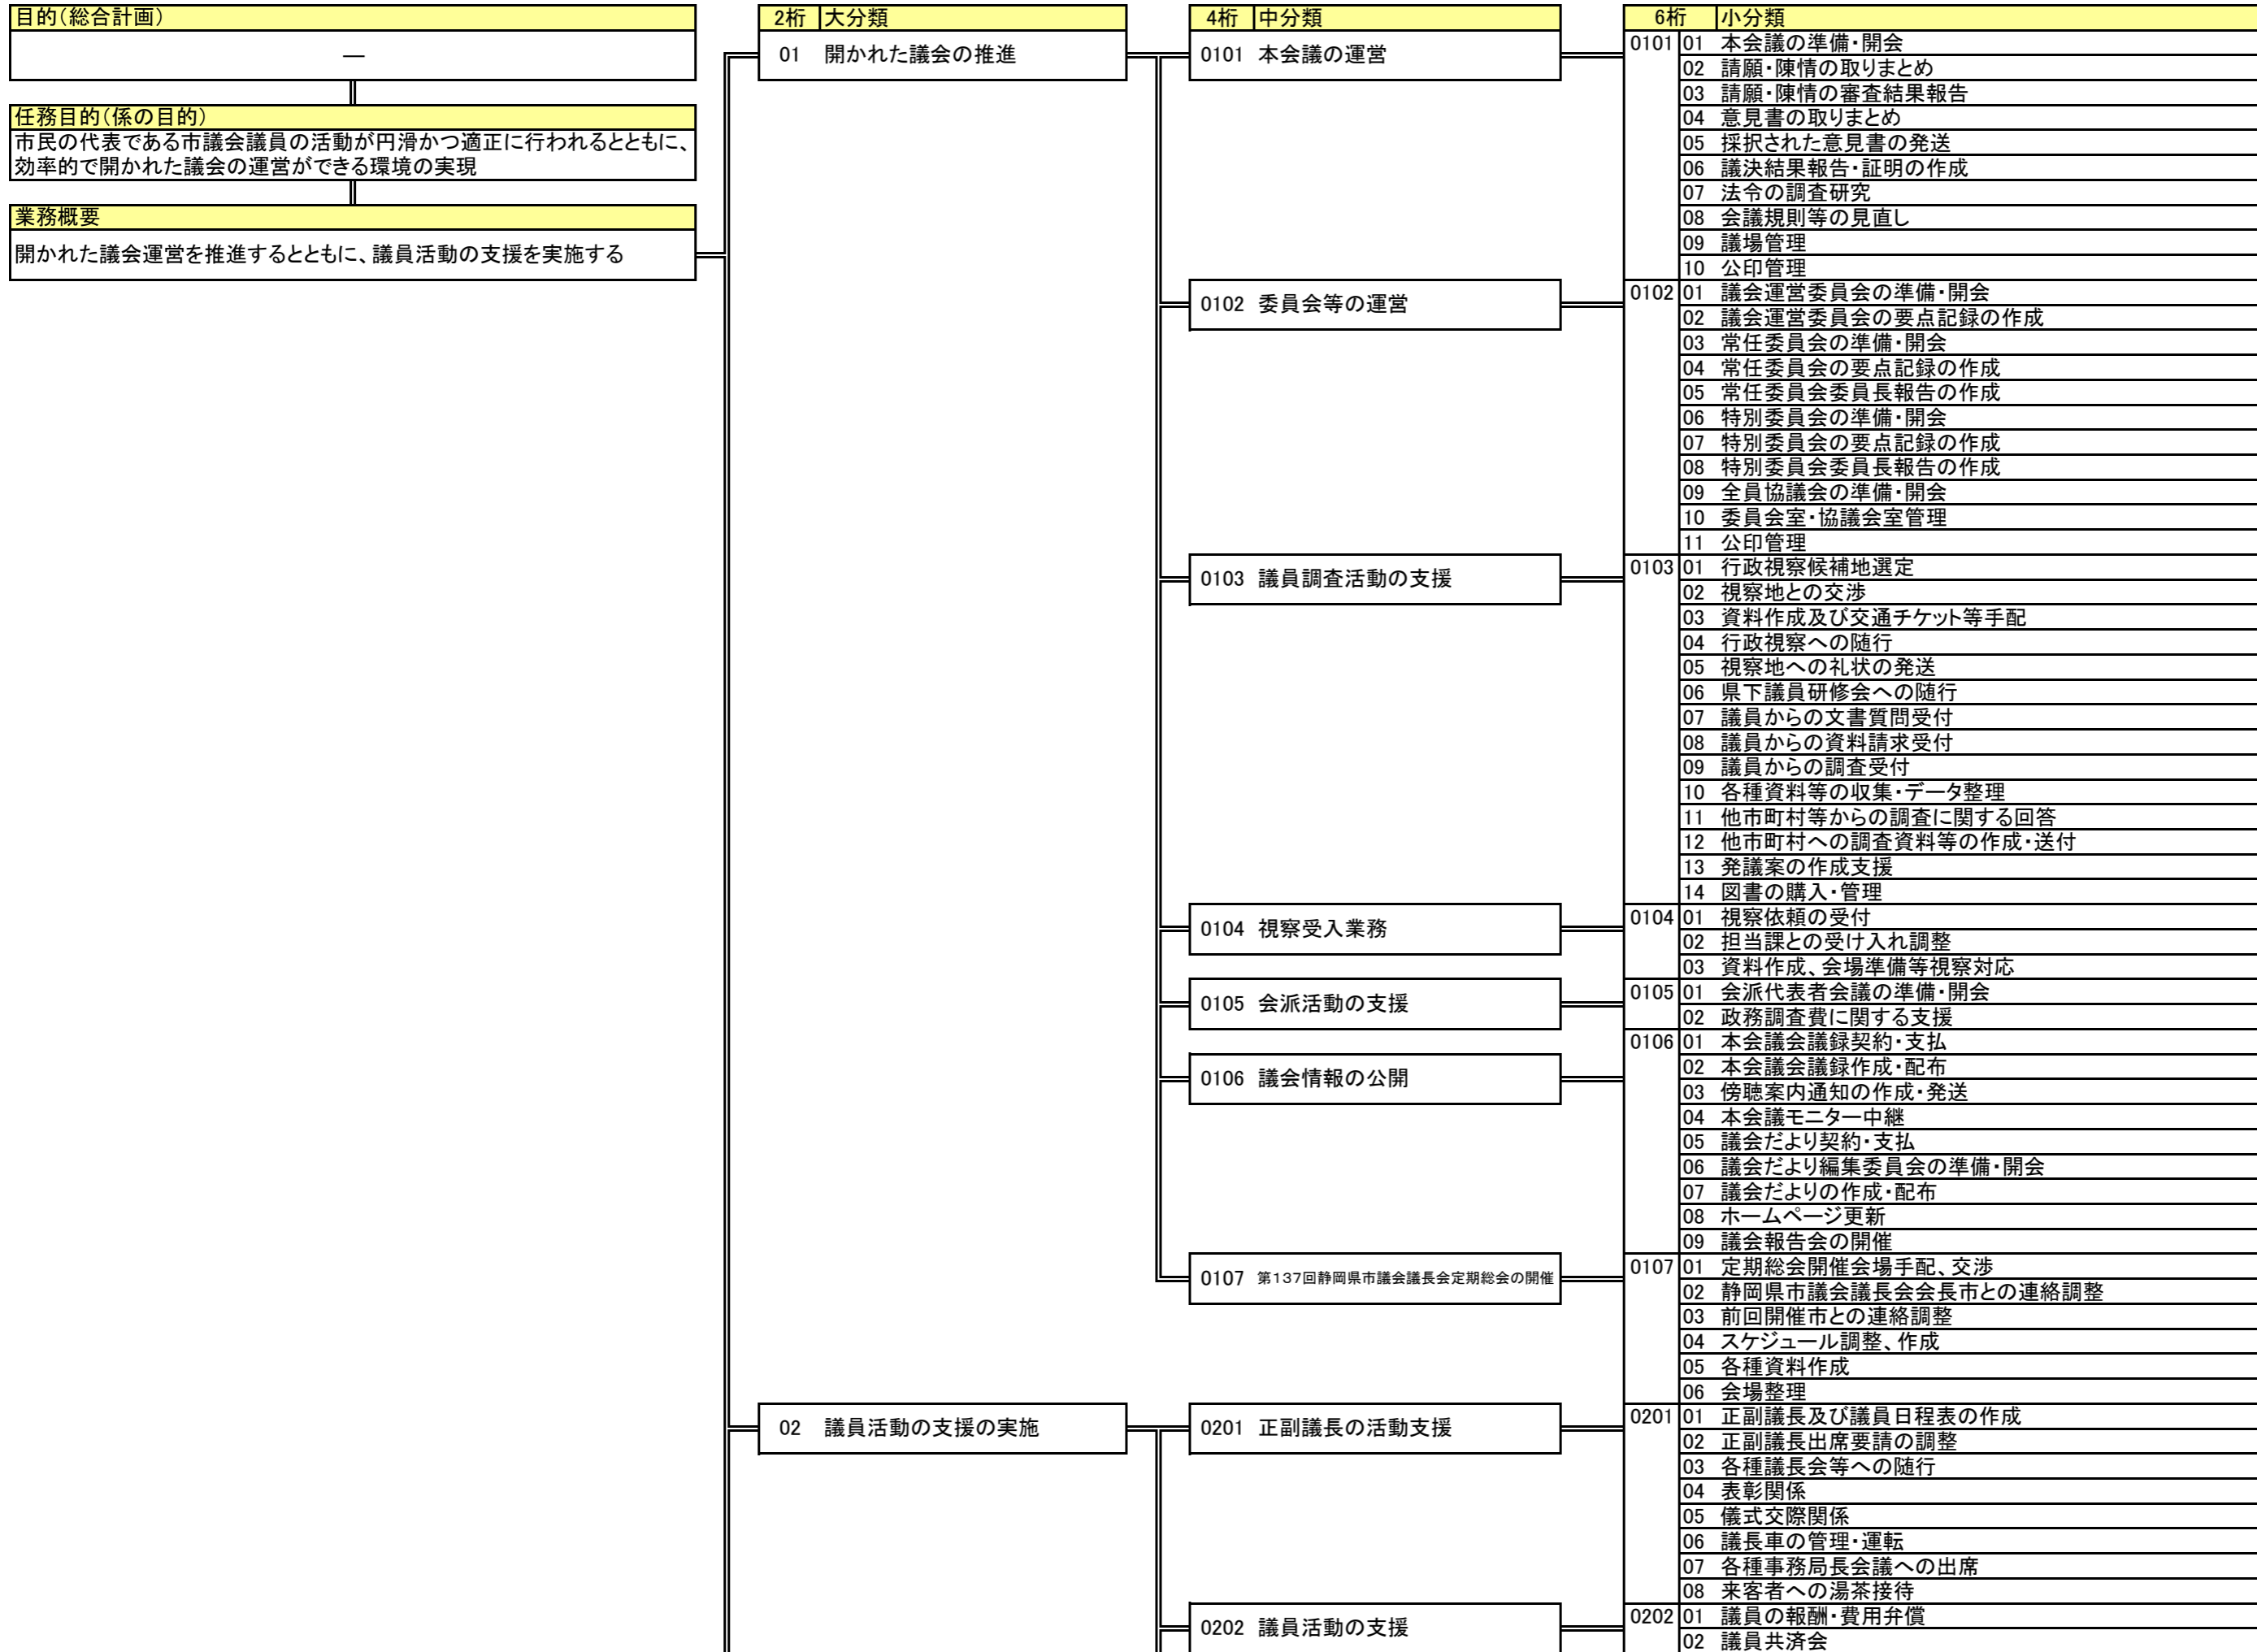 目的(総合計画)
―
任務目的(係の目的)
市民の代表である市議会議員の活動が円滑かつ適正に行われるとともに、
効率的で開かれた議会の運営ができる環境の実現
業務概要
開かれた議会運営を推進するとともに、議員活動の支援を実施する
2桁 大分類
01 開かれた議会の推進
02 議員活動の支援の実施
4桁 中分類
0101 本会議の運営
0102 委員会等の運営
0103 議員調査活動の支援
0104 視察受入業務
0105 会派活動の支援
0106 議会情報の公開
0107 第137回静岡県市議会議長会定期総会の開催
0201 正副議長の活動支援
0202 議員活動の支援
6桁 小分類
0101 01 本会議の準備・開会
02 請願・陳情の取りまとめ
03 請願・陳情の審査結果報告
04 意見書の取りまとめ
05 採択された意見書の発送
06 議決結果報告・証明の作成
07 法令の調査研究
08 会議規則等の見直し
09 議場管理
10 公印管理
0102 01 議会運営委員会の準備・開会
02 議会運営委員会の要点記録の作成
03 常任委員会の準備・開会
04 常任委員会の要点記録の作成
05 常任委員会委員長報告の作成
06 特別委員会の準備・開会
07 特別委員会の要点記録の作成
08 特別委員会委員長報告の作成
09 全員協議会の準備・開会
10 委員会室・協議会室管理
11 公印管理
0103 01 行政視察候補地選定
02 視察地との交渉
03 資料作成及び交通チケット等手配
04 行政視察への随行
05 視察地への礼状の発送
06 県下議員研修会への随行
07 議員からの文書質問受付
08 議員からの資料請求受付
09 議員からの調査受付
10 各種資料等の収集・データ整理
11 他市町村等からの調査に関する回答
12 他市町村への調査資料等の作成・送付
13 発議案の作成支援
14 図書の購入・管理
0104 01 視察依頼の受付
02 担当課との受け入れ調整
03 資料作成、会場準備等視察対応
0105 01 会派代表者会議の準備・開会
02 政務調査費に関する支援
0106 01 本会議会議録契約・支払
02 本会議会議録作成・配布
03 傍聴案内通知の作成・発送
04 本会議モニター中継
05 議会だより契約・支払
06 議会だより編集委員会の準備・開会
07 議会だよりの作成・配布
08 ホームページ更新
09 議会報告会の開催
0107 01 定期総会開催会場手配、交渉
02 静岡県市議会議長会会長市との連絡調整
03 前回開催市との連絡調整
04 スケジュール調整、作成
05 各種資料作成
06 会場整理
0201 01 正副議長及び議員日程表の作成
02 正副議長出席要請の調整
03 各種議長会等への随行
04 表彰関係
05 儀式交際関係
06 議長車の管理・運転
07 各種事務局長会議への出席
08 来客者への湯茶接待
0202 01 議員の報酬・費用弁償
02 議員共済会